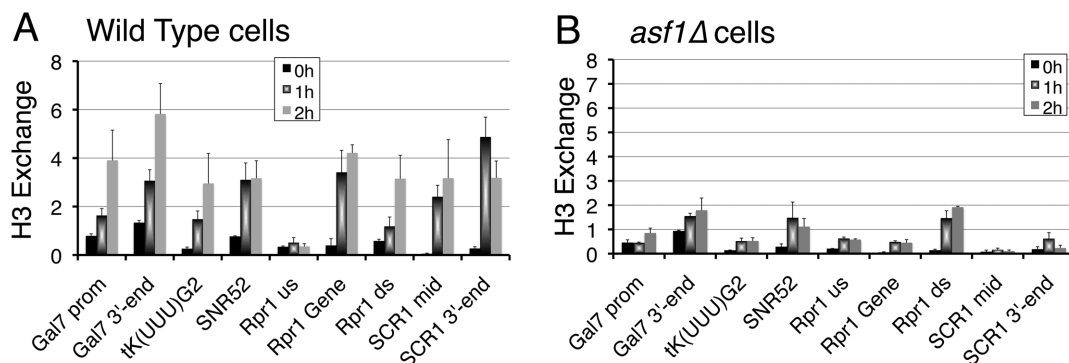 A Wild Type cells
H3 Exchange
8
6
4
2
0
0h
1h
2h
Gal7 prom
Gal7 3'-end
tK(UUU)G2
SNR52
Rpr1 us
Rpr1 Gene
Rpr1 ds
SCR1 mid
SCR1 3'-end
B asf1Δ cells
H3 Exchange
8
7
6
5
4
3
2
1
0
0h
1h
2h
Gal7 prom
Gal7 3'-end
tK(UUU)G2
SNR52
Rpr1 us
Rpr1 Gene
Rpr1 ds
SCR1 mid
SCR1 3'-end